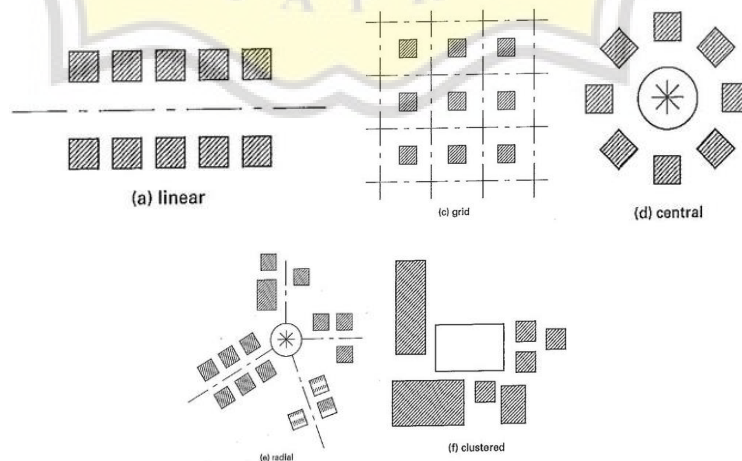 (a) linear
(c) grid
(d) central
(e) radial
(f) clustered